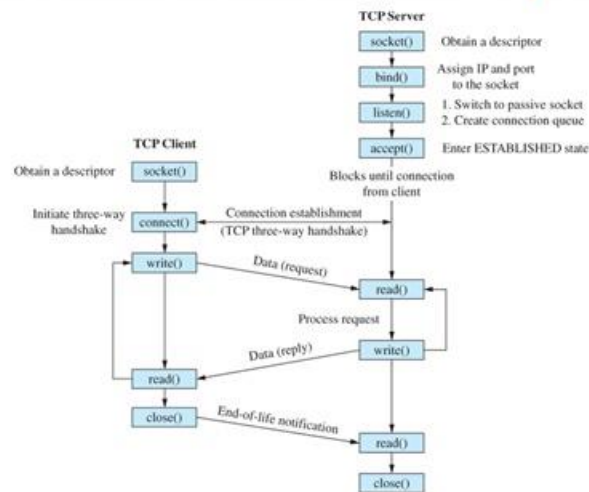 TCP Server
socket()
Obtain a descriptor
bind()
Assign IP and port
to the socket
listen()
1. Switch to passive socket
2. Create connection queue
TCP Client
accept()
Enter ESTABLISHED state
Obtain a descriptor
socket()
Blocks until connection
from client
Initiate three-way
handshake
connect()
Connection establishment
(TCP three-way handshake)
write()
Data (request)
read()
Process request
write()
Data (reply)
read()
close()
End-of-life notification
read()
close()